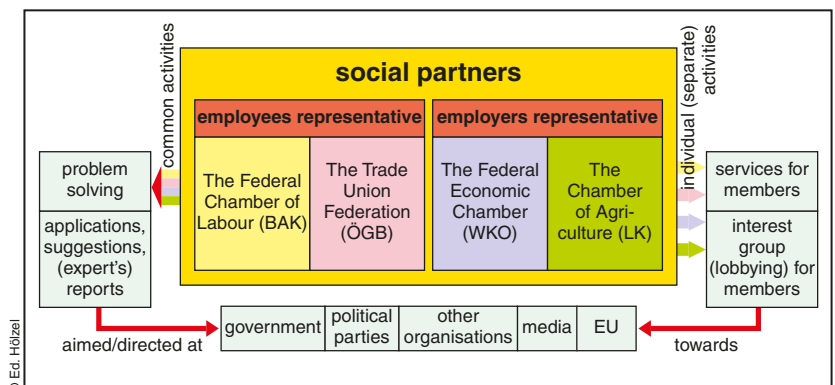 social partners
common activities
individual (separate)
activities
employees representative
employers representative
The Federal
Chamber of
Labour (BAK)
The Trade
Union
Federation
(ÖGB)
The Federal
Economic
Chamber
(WKO)
The
Chamber
of Agri-
culture (LK)
problem
solving
applications,
suggestions,
(expert's)
reports
services for
members
interest
group
(lobbying) for
members
government
political
parties
other
organisations
media
EU
aimed/directed at
towards
© Ed. Hölzel